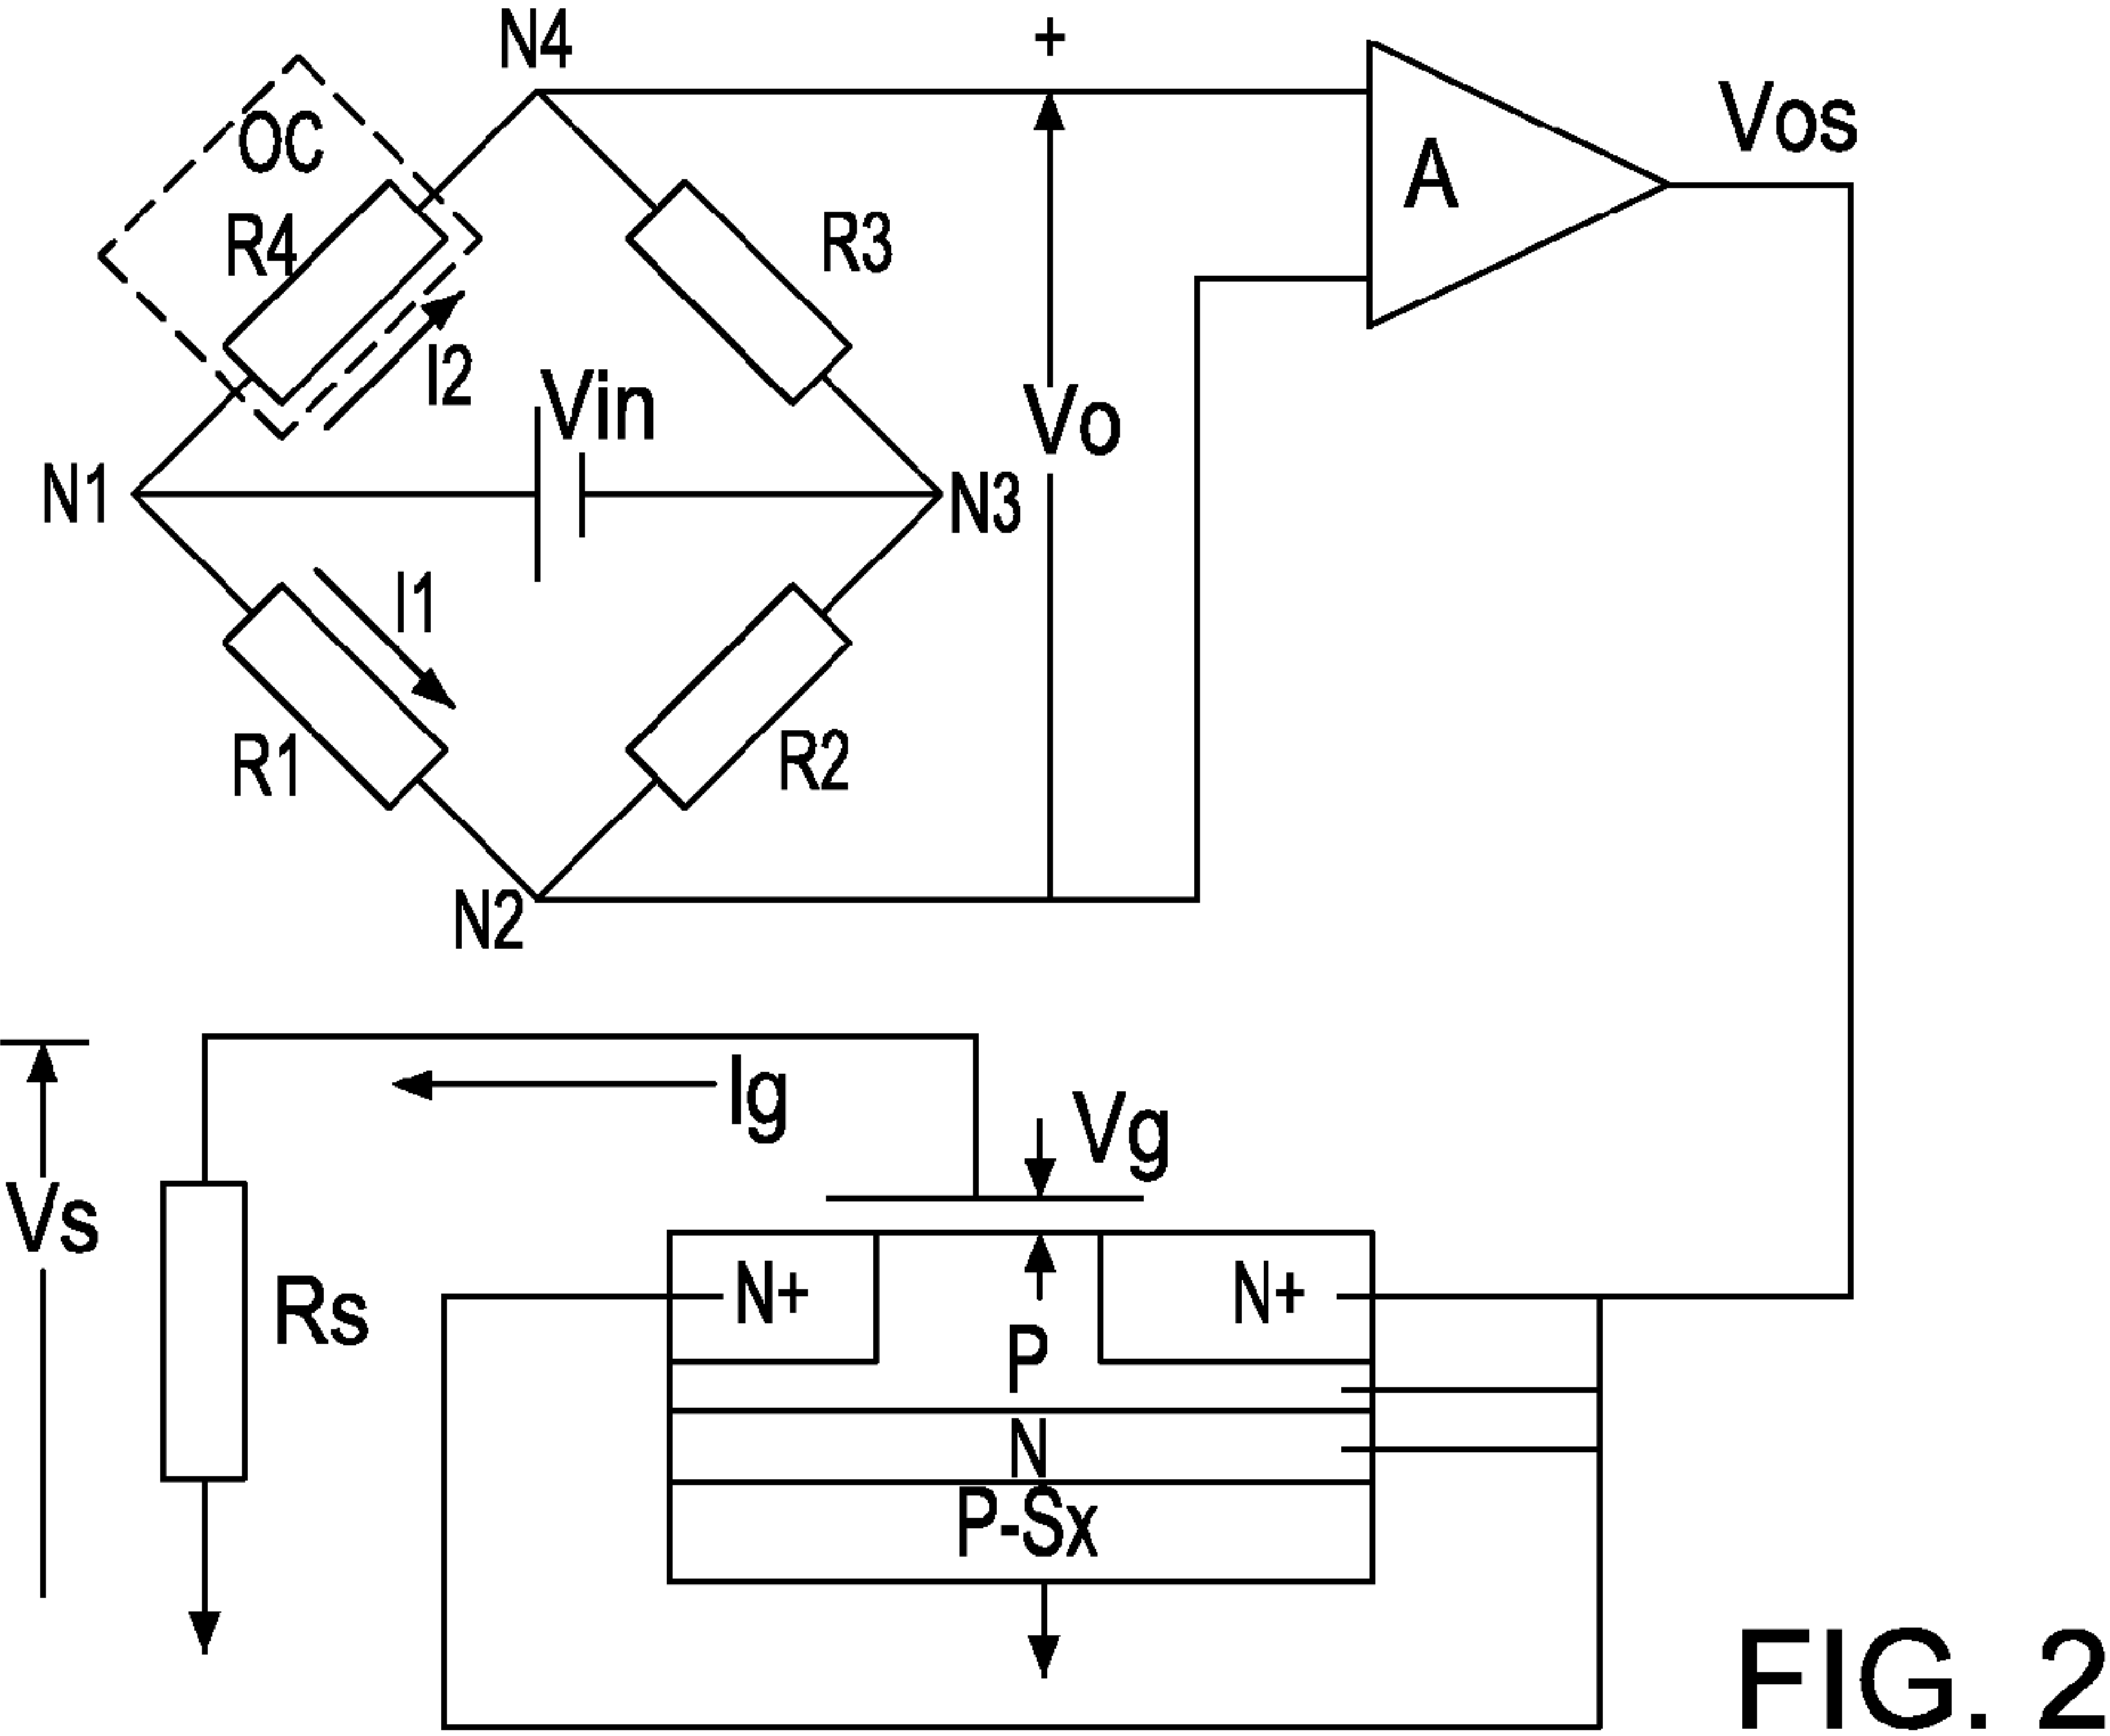 N4
+
OC
Vos
A
R4
R3
I2
Vin
Vo
N1
N3
I1
R1
R2
N2
Ig
Vg
Vs
Rs
N+
N+
P
N
P-Sx
FIG. 2